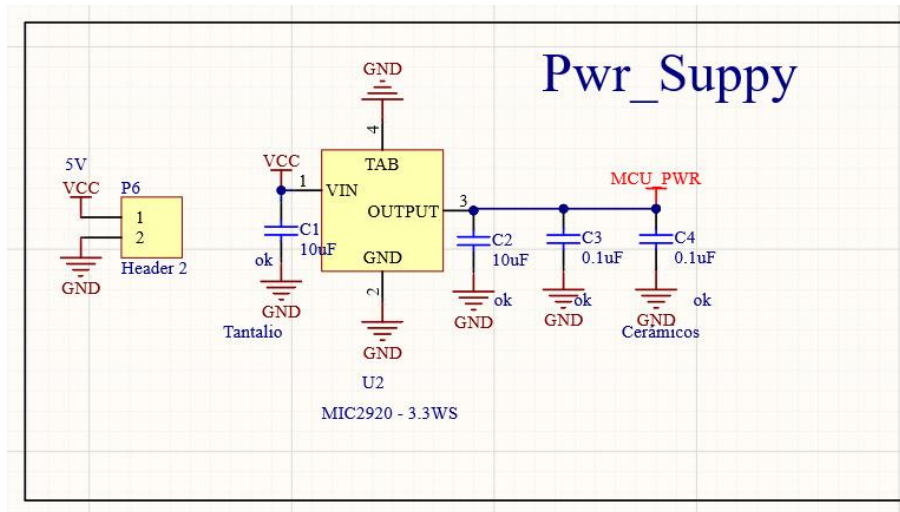 Pwr_Suppy
GND
4
TAB
5V
VCC
P6
1
2
Header 2
GND
VCC
1
VIN
C1
10uF
ok
GND
Tantalio
OUTPUT
3
GND
2
GND
U2
MIC2920 - 3.3WS
C2
10uF
ok
GND
C3
0.1uF
ok
GND
MCU_PWR
C4
0.1uF
ok
GND
Cerámicos